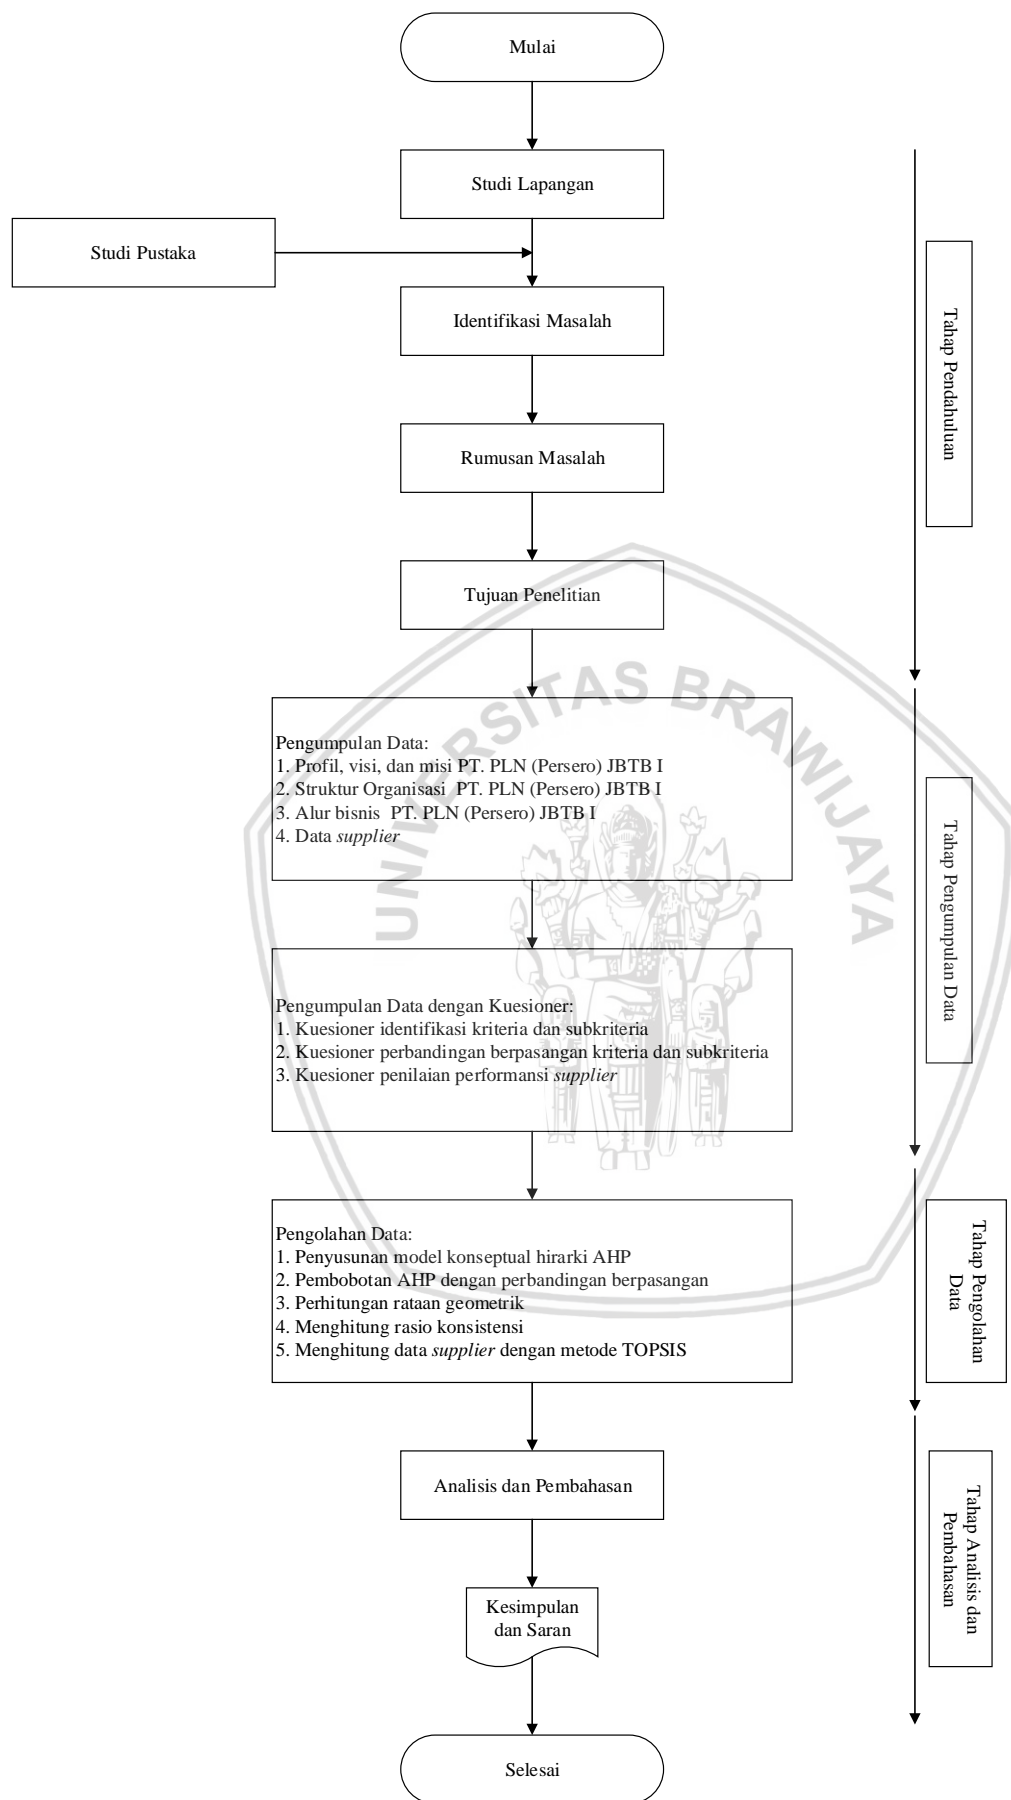 Mulai
Studi Lapangan
Studi Pustaka
Identifikasi Masalah
Rumusan Masalah
Tujuan Penelitian
Tahap Pendahuluan
Pengumpulan Data:
1. Profil, visi, dan misi PT. PLN (Persero) JBTB I
2. Struktur Organisasi PT. PLN (Persero) JBTB I
3. Alur bisnis PT. PLN (Persero) JBTB I
4. Data supplier
Pengumpulan Data dengan Kuesioner:
1. Kuesioner identifikasi kriteria dan subkriteria
2. Kuesioner perbandingan berpasangan kriteria dan subkriteria
3. Kuesioner penilaian performansi supplier
Tahap Pengumpulan Data
Pengolahan Data:
1. Penyusunan model konseptual hirarki AHP
2. Pembobotan AHP dengan perbandingan berpasangan
3. Perhitungan rataan geometrik
4. Menghitung rasio konsistensi
5. Menghitung data supplier dengan metode TOPSIS
Tahap Pengolahan
Data
Analisis dan Pembahasan
Kesimpulan
dan Saran
Tahap Analisis dan
Pembahasan
Selesai
UNIVERSITAS BRAWIJAYA